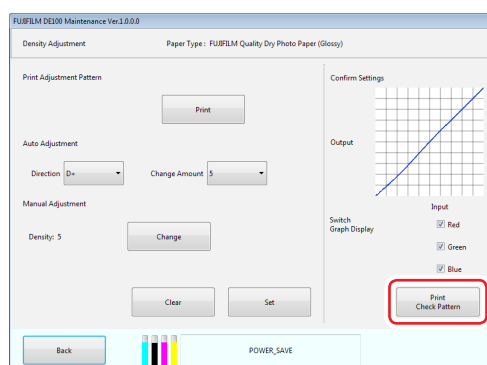 FUJIFILM DE100 Maintenance Ver.1.0.0.0
Density Adjustment
Paper Type : FUJIFILM Quality Dry Photo Paper (Glossy)
Print Adjustment Pattern
Print
Auto Adjustment
Direction D+ Change Amount 5
Manual Adjustment
Density: 5 Change
Clear Set
Confirm Settings
Output
Input
Switch
Graph Display
Red
Green
Blue
Print
Check Pattern
Back
POWER_SAVE